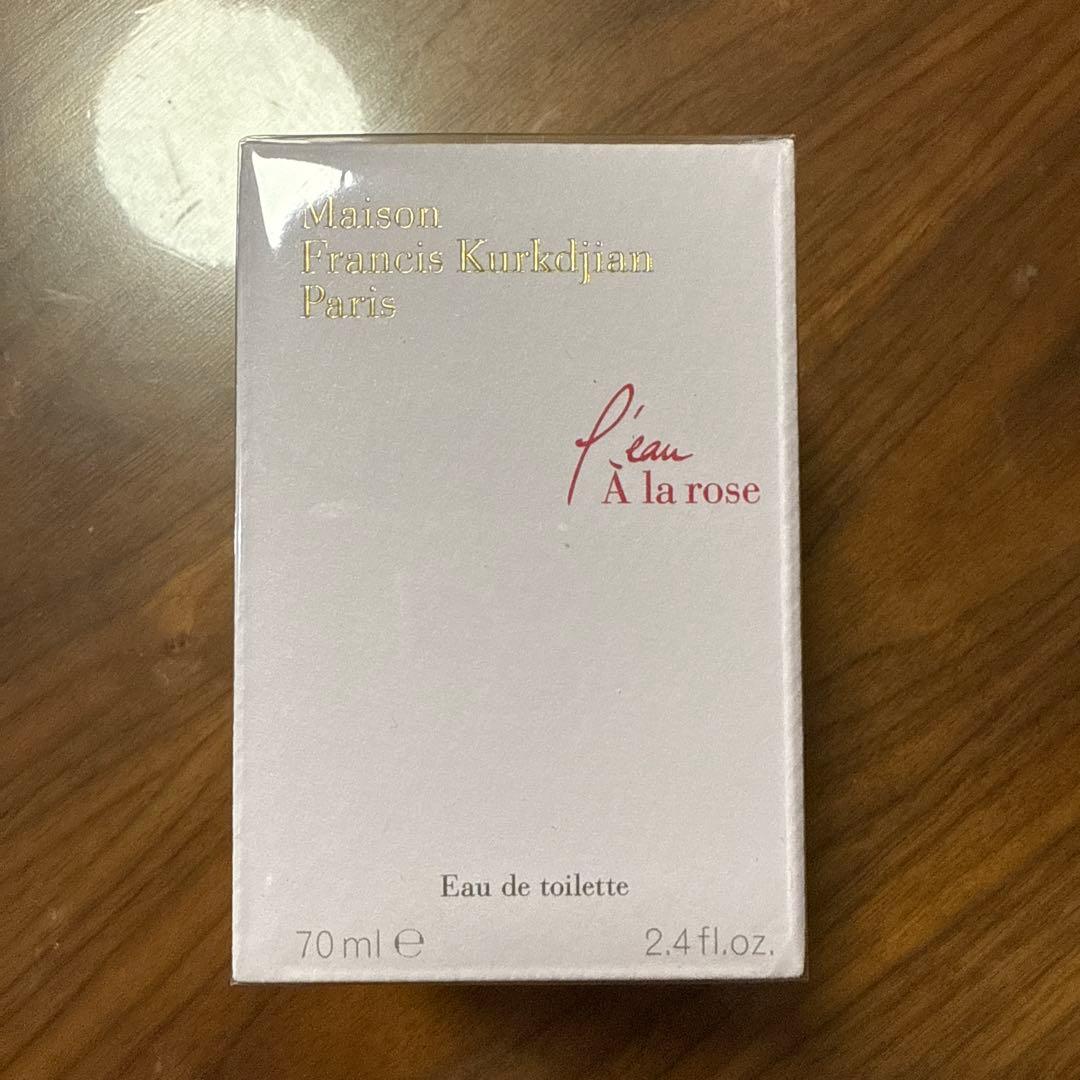 Maison
Francis Kurkdjian
Paris
l'eau
À la rose
Eau de toilette
70 ml ℮
2.4 fl.oz.